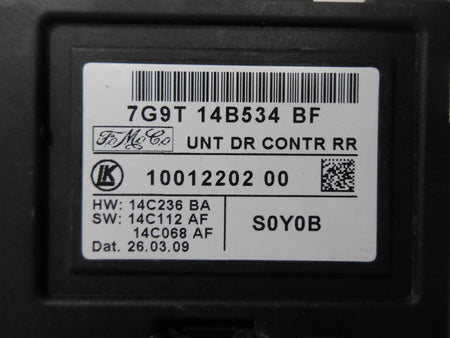 7G9T 14B534 BF
FoMoCo UNT DR CONTR RR
LK 10012202 00
HW: 14C236 BA
SW: 14C112 AF
14C068 AF
Dat. 26.03.09
S0Y0B